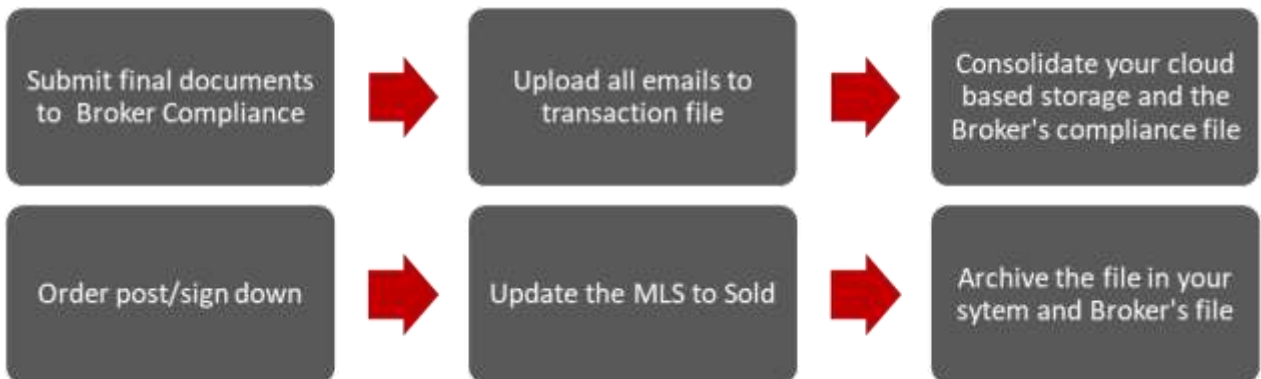 Submit final documents
to Broker Compliance
Upload all emails to
transaction file
Consolidate your cloud
based storage and the
Broker's compliance file
Order post/sign down
Update the MLS to Sold
Archive the file in your
sytem and Broker's file